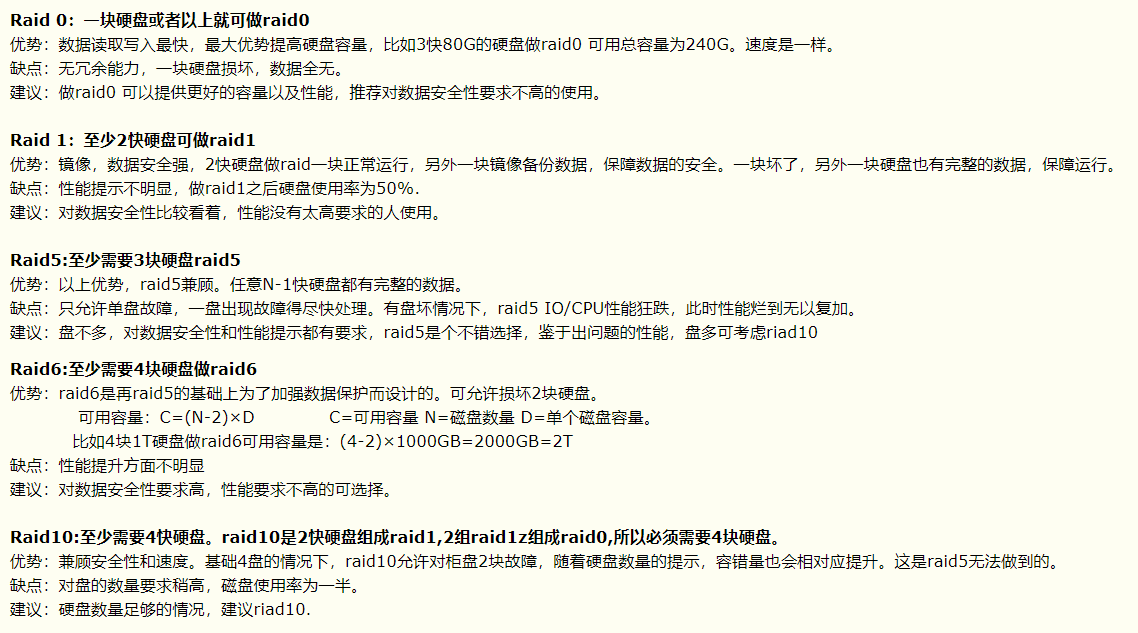 Raid 0：一块硬盘或者以上就可做raid0
优势：数据读取写入最快，最大优势提高硬盘容量，比如3快80G的硬盘做raid0 可用总容量为240G。速度是一样。
缺点：无冗余能力，一块硬盘损坏，数据全无。
建议：做raid0 可以提供更好的容量以及性能，推荐对数据安全性要求不高的使用。
Raid 1：至少2快硬盘可做raid1
优势：镜像，数据安全强，2快硬盘做raid一块正常运行，另外一块镜像备份数据，保障数据的安全。一块坏了，另外一块硬盘也有完整的数据，保障运行。
缺点：性能提示不明显，做raid1之后硬盘使用率为50%.
建议：对数据安全性比较看着，性能没有太高要求的人使用。
Raid5:至少需要3块硬盘raid5
优势：以上优势，raid5兼顾。任意N-1快硬盘都有完整的数据。
缺点：只允许单盘故障，一盘出现故障得尽快处理。有盘坏情况下，raid5 IO/CPU性能狂跌，此时性能烂到无以复加。
建议：盘不多，对数据安全性和性能提示都有要求，raid5是个不错选择，鉴于出问题的性能，盘多可考虑riad10
Raid6:至少需要4块硬盘做raid6
优势：raid6是再raid5的基础上为了加强数据保护而设计的。可允许损坏2块硬盘。
可用容量：C=(N-2)×D C=可用容量 N=磁盘数量 D=单个磁盘容量。
比如4块1T硬盘做raid6可用容量是：(4-2)×1000GB=2000GB=2T
缺点：性能提升方面不明显
建议：对数据安全性要求高，性能要求不高的可选择。
Raid10:至少需要4快硬盘。raid10是2快硬盘组成raid1,2组raid1z组成raid0,所以必须需要4块硬盘。
优势：兼顾安全性和速度。基础4盘的情况下，raid10允许对柜盘2块故障，随着硬盘数量的提示，容错量也会相对应提升。这是raid5无法做到的。
缺点：对盘的数量要求稍高，磁盘使用率为一半。
建议：硬盘数量足够的情况，建议riad10.